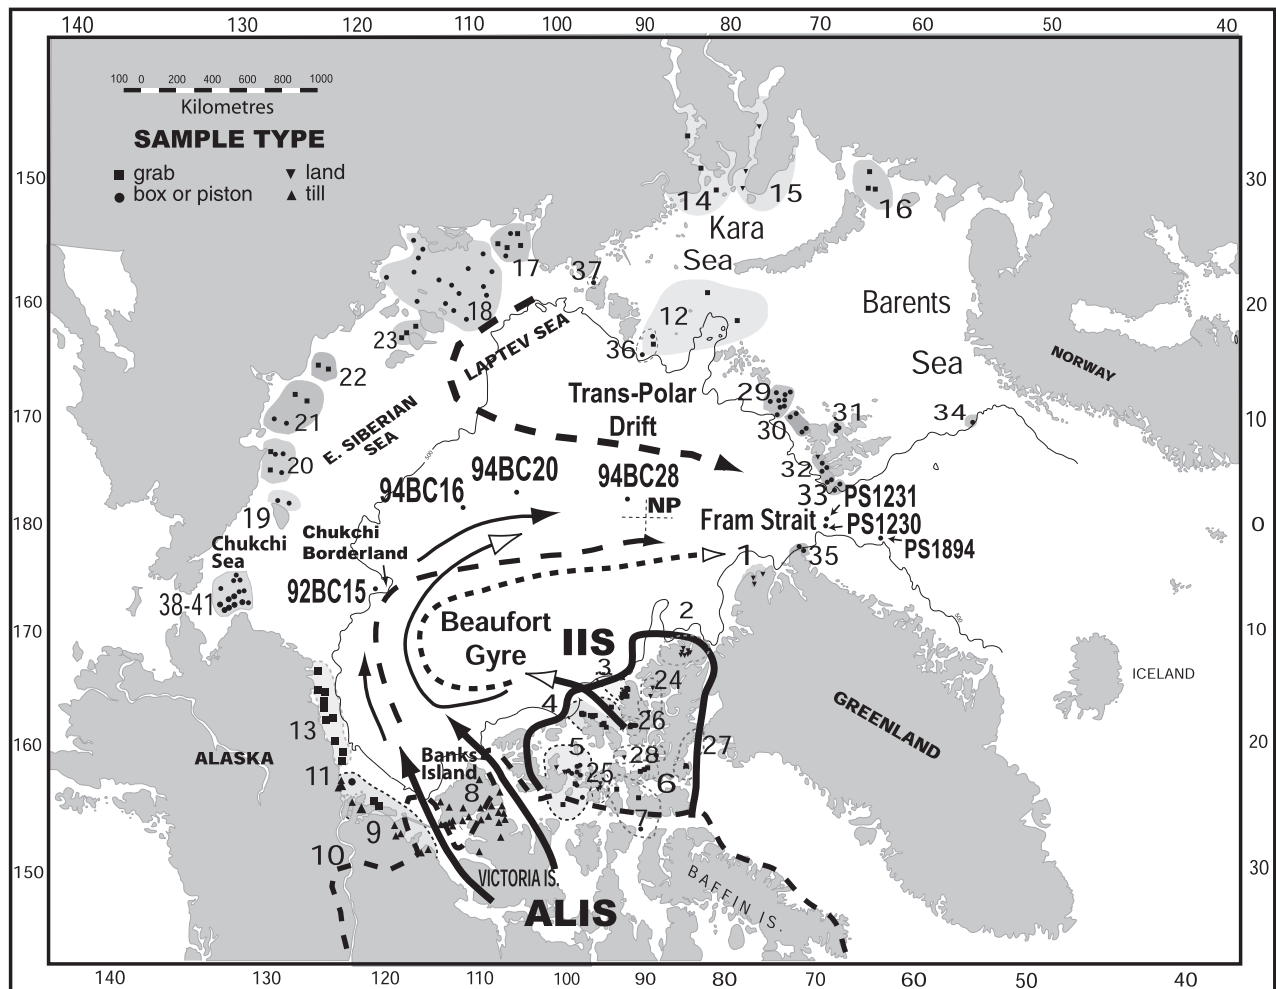 140 130 120 110 100 90 80 70 60 50 40
100 0 200 400 600 800 1000
Kilometres
SAMPLE TYPE
grab
land
box or piston
till
150
30
14
15
16
Kara
Sea
17
37
160
20
18
12
Barents
Sea
23
LAPTEV SEA
36
NORWAY
22
Trans-Polar
Drift
29
31
34
170
10
21
30
E. SIBERIAN
SEA
500
20
32
94BC20
94BC28
94BC16
33
PS1231
NP
19
180
0
Fram Strait
PS1230
Chukchi
Sea
Chukchi
Borderland
PS1894
1
35
92BC15
38-41
500
170
10
2
Beaufort
Gyre
IIS
3
24
ICELAND
4
26
GREENLAND
13
27
160
20
ALASKA
Banks
Island
5
28
11
25
6
8
9
7
10
150
30
VICTORIA IS.
BAFFIN IS.
ALIS
140 130 120 110 100 90 80 70 60 50 40